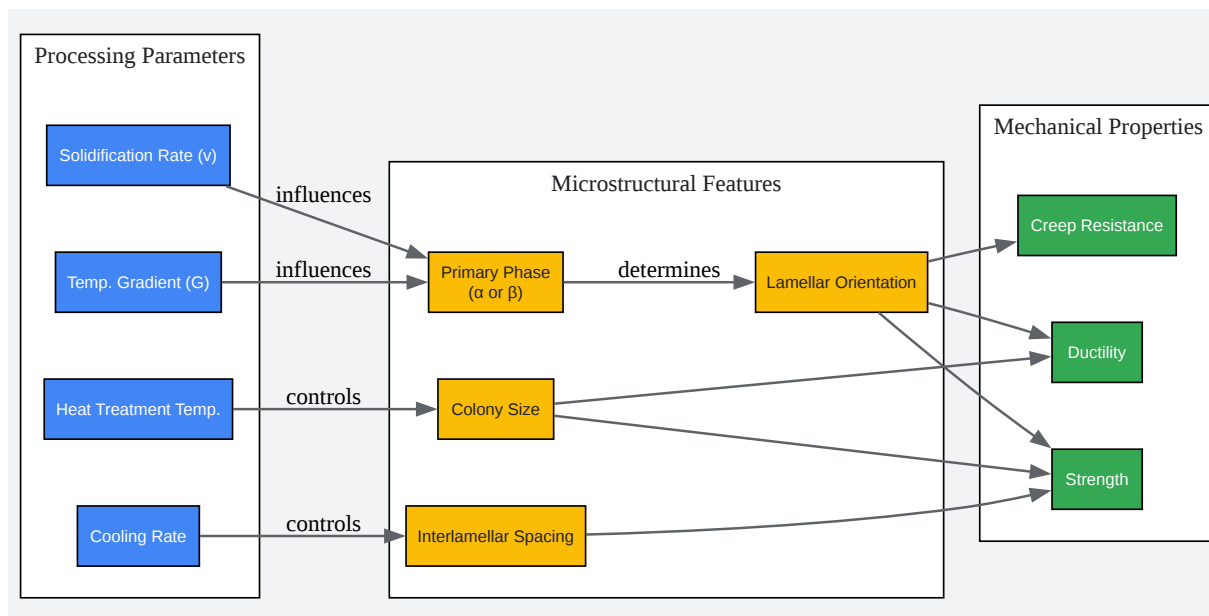 Processing Parameters
Solidification Rate (v)
Temp. Gradient (G)
Heat Treatment Temp.
Cooling Rate
influences
influences
controls
controls
Microstructural Features
Primary Phase
(α or β)
determines
Lamellar Orientation
Colony Size
Interlamellar Spacing
Mechanical Properties
Creep Resistance
Ductility
Strength